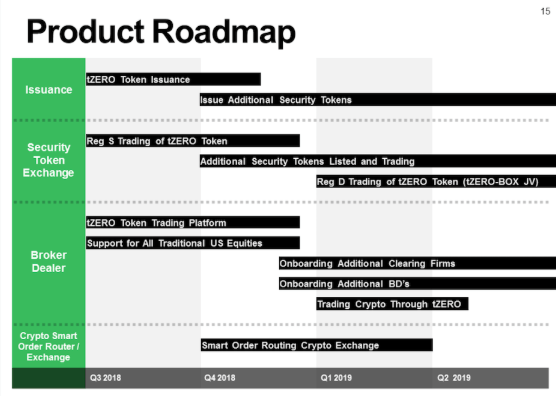 15
Product Roadmap
Issuance
tZERO Token Issuance
Issue Additional Security Tokens
Security
Token
Exchange
Reg S Trading of tZERO Token
Additional Security Tokens Listed and Trading
Reg D Trading of tZERO Token (tZERO-BOX JV)
Broker
Dealer
tZERO Token Trading Platform
Support for All Traditional US Equities
Onboarding Additional Clearing Firms
Onboarding Additional BD's
Trading Crypto Through tZERO
Crypto Smart
Order Router /
Exchange
Smart Order Routing Crypto Exchange
Q3 2018 Q4 2018 Q1 2019 Q2 2019